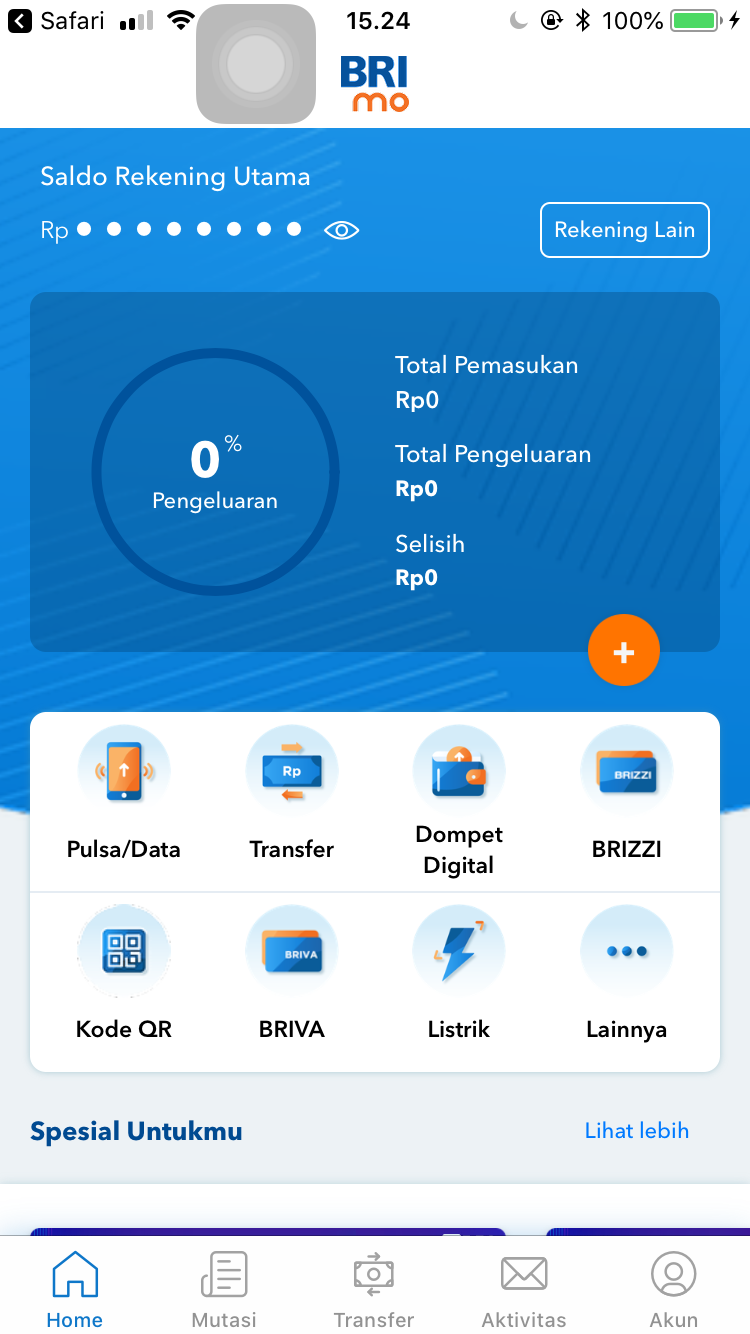 Safari 15.24 100%
BRI
mo
Saldo Rekening Utama
Rp
Rekening Lain
0%
Pengeluaran
Total Pemasukan
Rp0
Total Pengeluaran
Rp0
Selisih
Rp0
+
Rp
BRIZZI
Pulsa/Data
Transfer
Dompet
Digital
BRIZZI
BRIVA
Kode QR
BRIVA
Listrik
Lainnya
Spesial Untukmu
Lihat lebih
Home
Mutasi
Transfer
Aktivitas
Akun